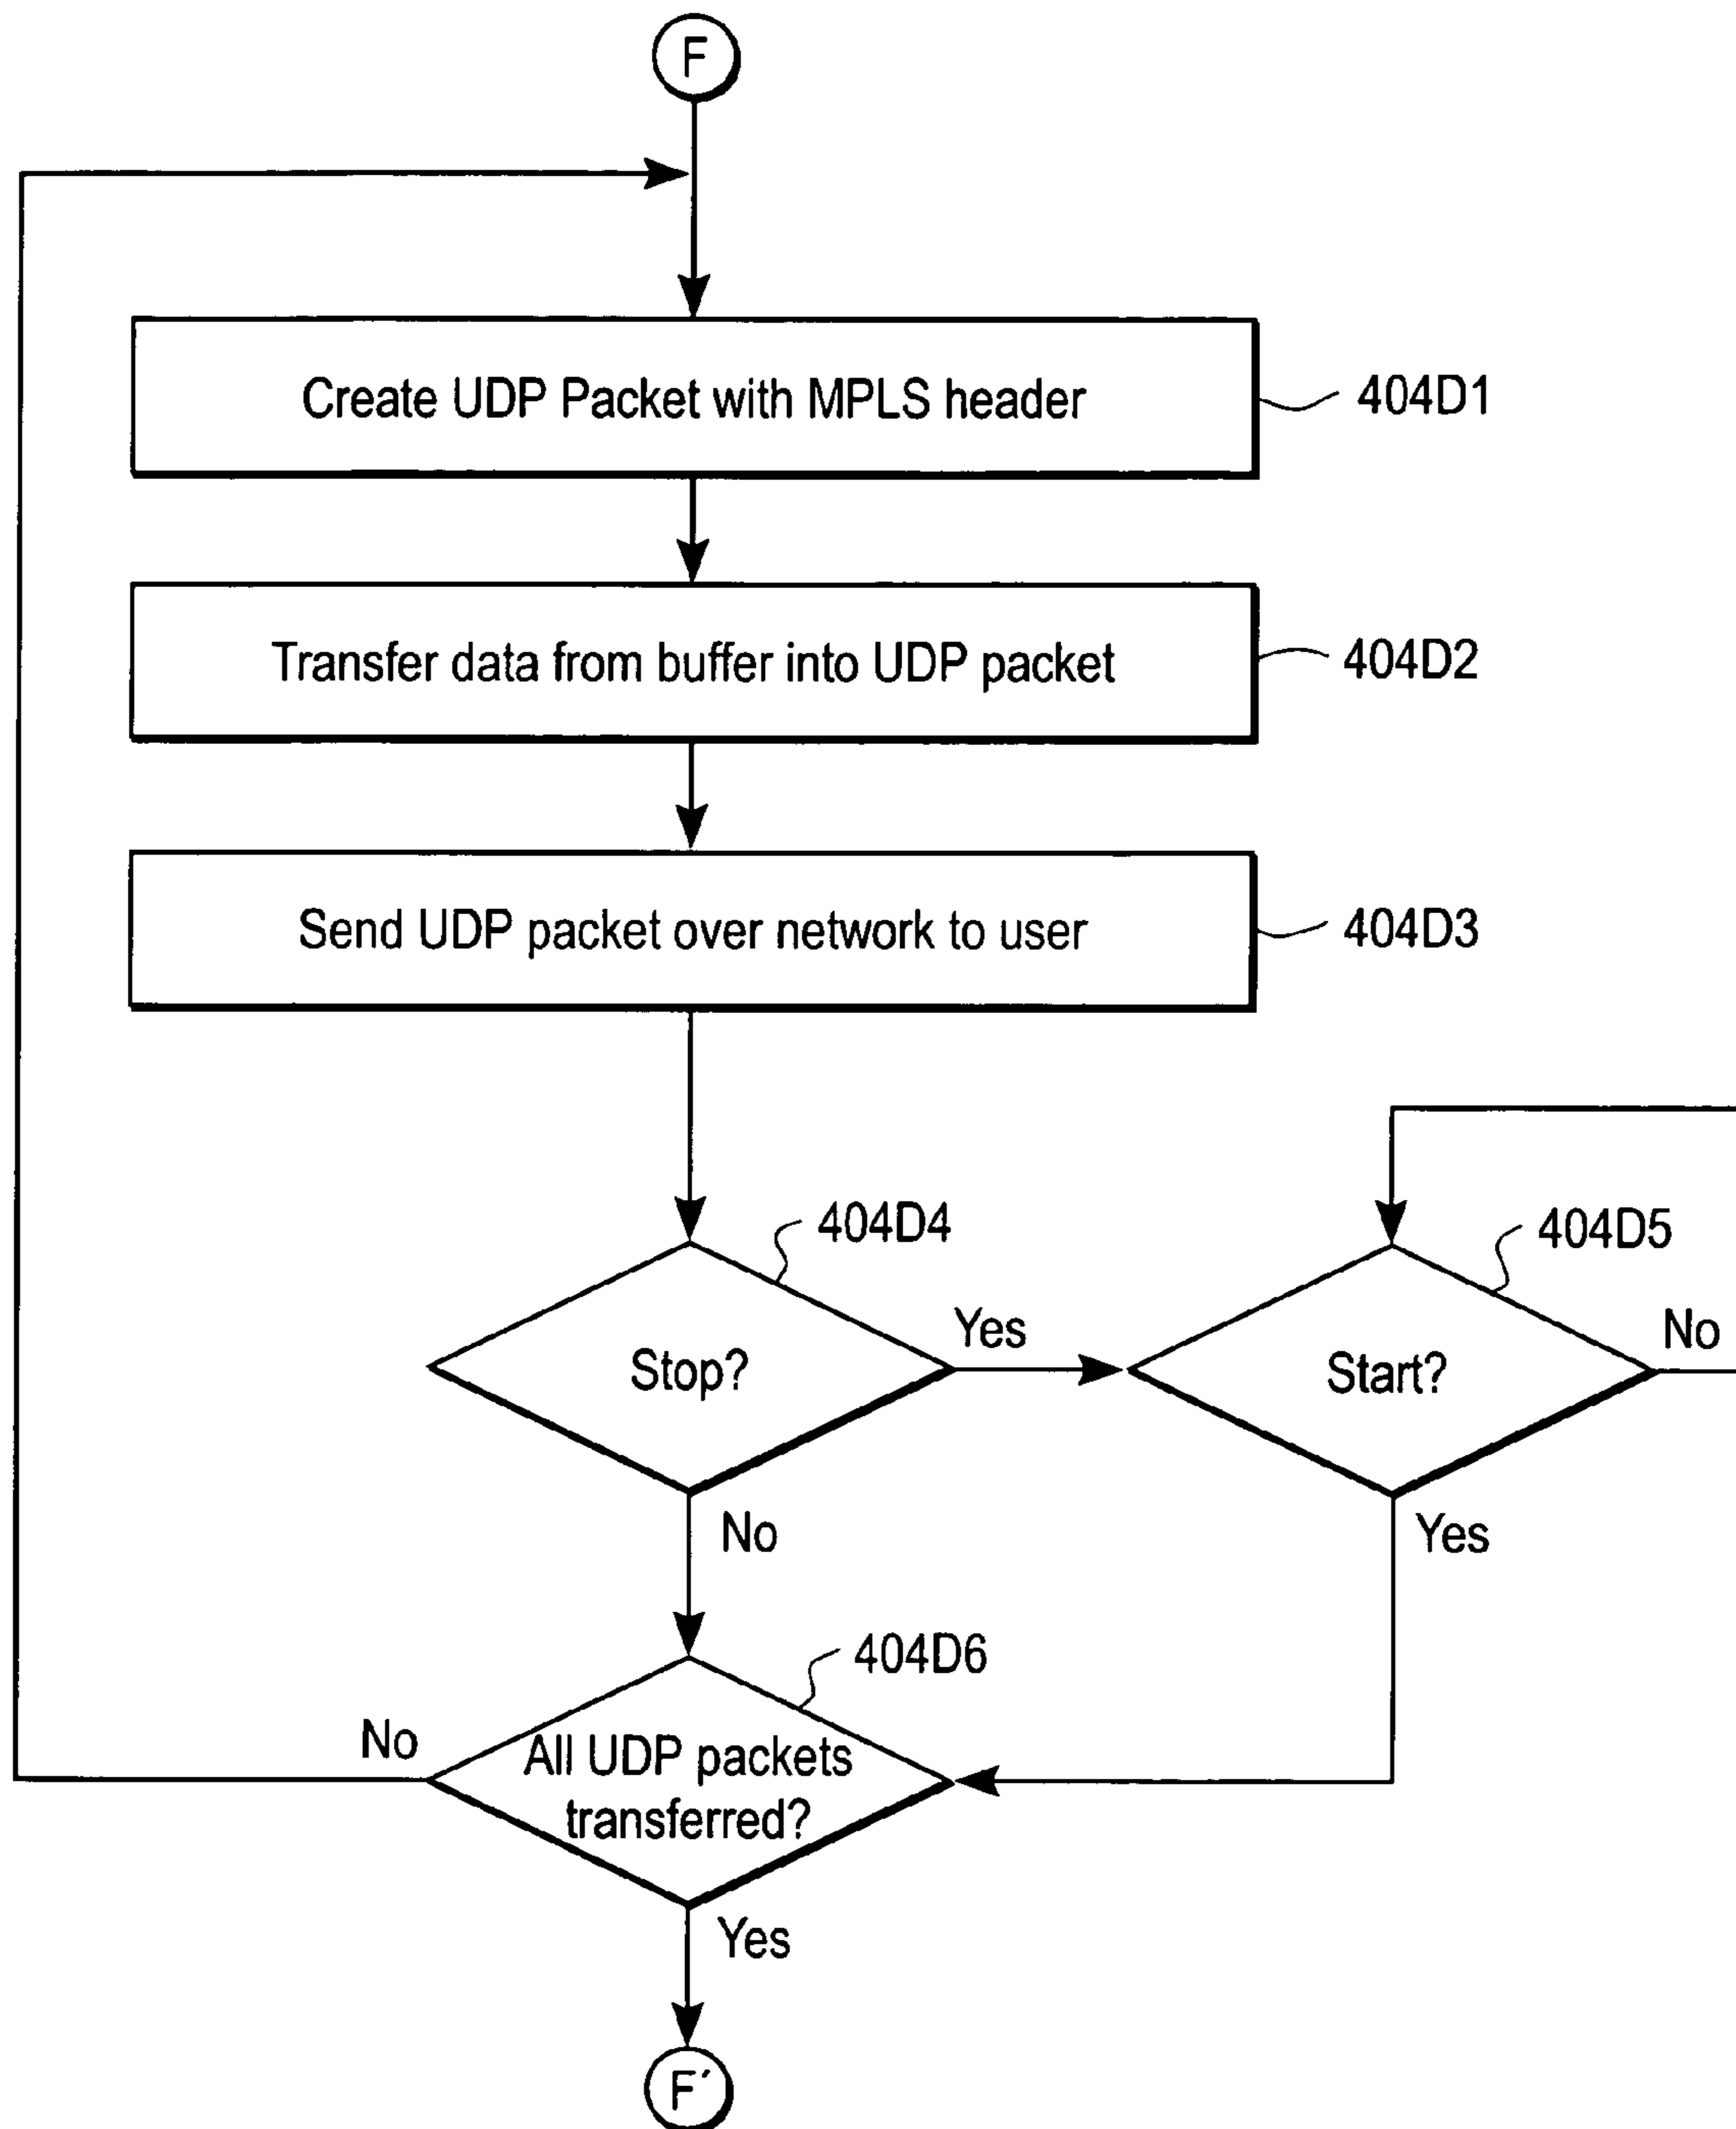 F
Create UDP Packet with MPLS header
404D1
Transfer data from buffer into UDP packet
404D2
Send UDP packet over network to user
404D3
404D4
404D5
Stop?
Yes
Start?
No
No
Yes
404D6
No
All UDP packets
transferred?
Yes
F´